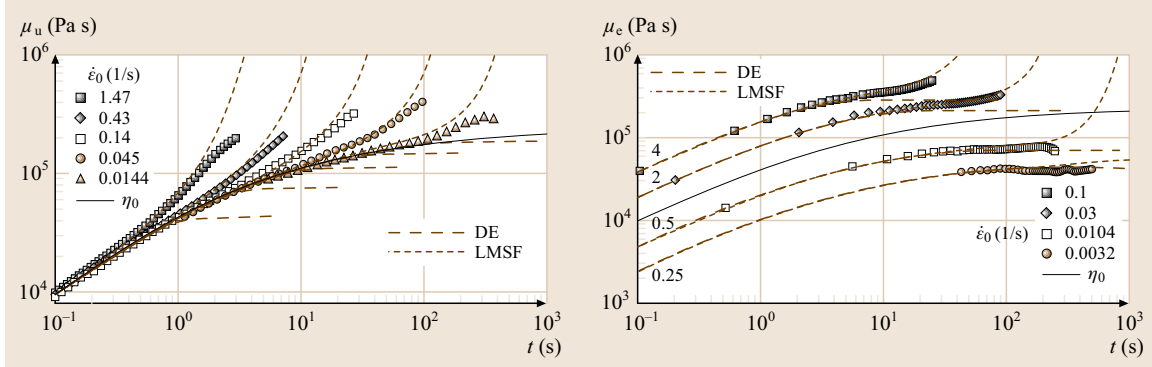 μu (Pa s)
10^6
ε̇0 (1/s)
1.47
0.43
0.14
0.045
0.0144
η0
10^5
DE
LMSF
10^4
10^-1 10^0 10^1 10^2 10^3
t (s)
μe (Pa s)
10^6
DE
LMSF
10^5
4
2
0.5
0.25
0.1
0.03
0.0104
ε̇0 (1/s)
0.0032
η0
10^4
10^3
10^-1 10^0 10^1 10^2 10^3
t (s)